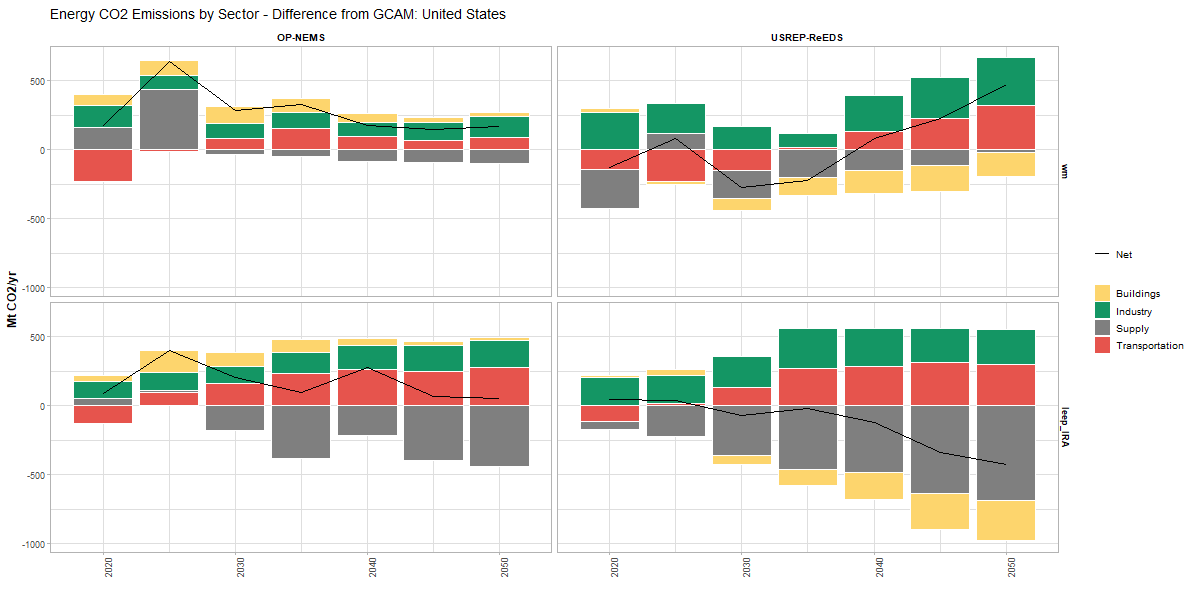 Energy CO2 Emissions by Sector - Difference from GCAM: United States
OP-NEMS
USREP-ReEDS
Mt CO2/yr
500
0
-500
-1000
wm
500
0
-500
-1000
leep_IRA
2020
2030
2040
2050
2020
2030
2040
2050
Net
Buildings
Industry
Supply
Transportation